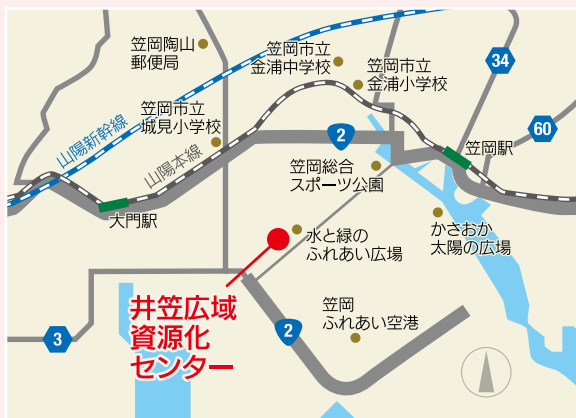 笠岡陶山
郵便局
笠岡市立
金浦中学校
笠岡市立
金浦小学校
34
60
笠岡市立
城見小学校
山陽新幹線
山陽本線
2
笠岡駅
笠岡総合
スポーツ公園
大門駅
水と緑の
ふれあい広場
かさおか
太陽の広場
井笠広域
資源化
センター
3
2
笠岡
ふれあい空港